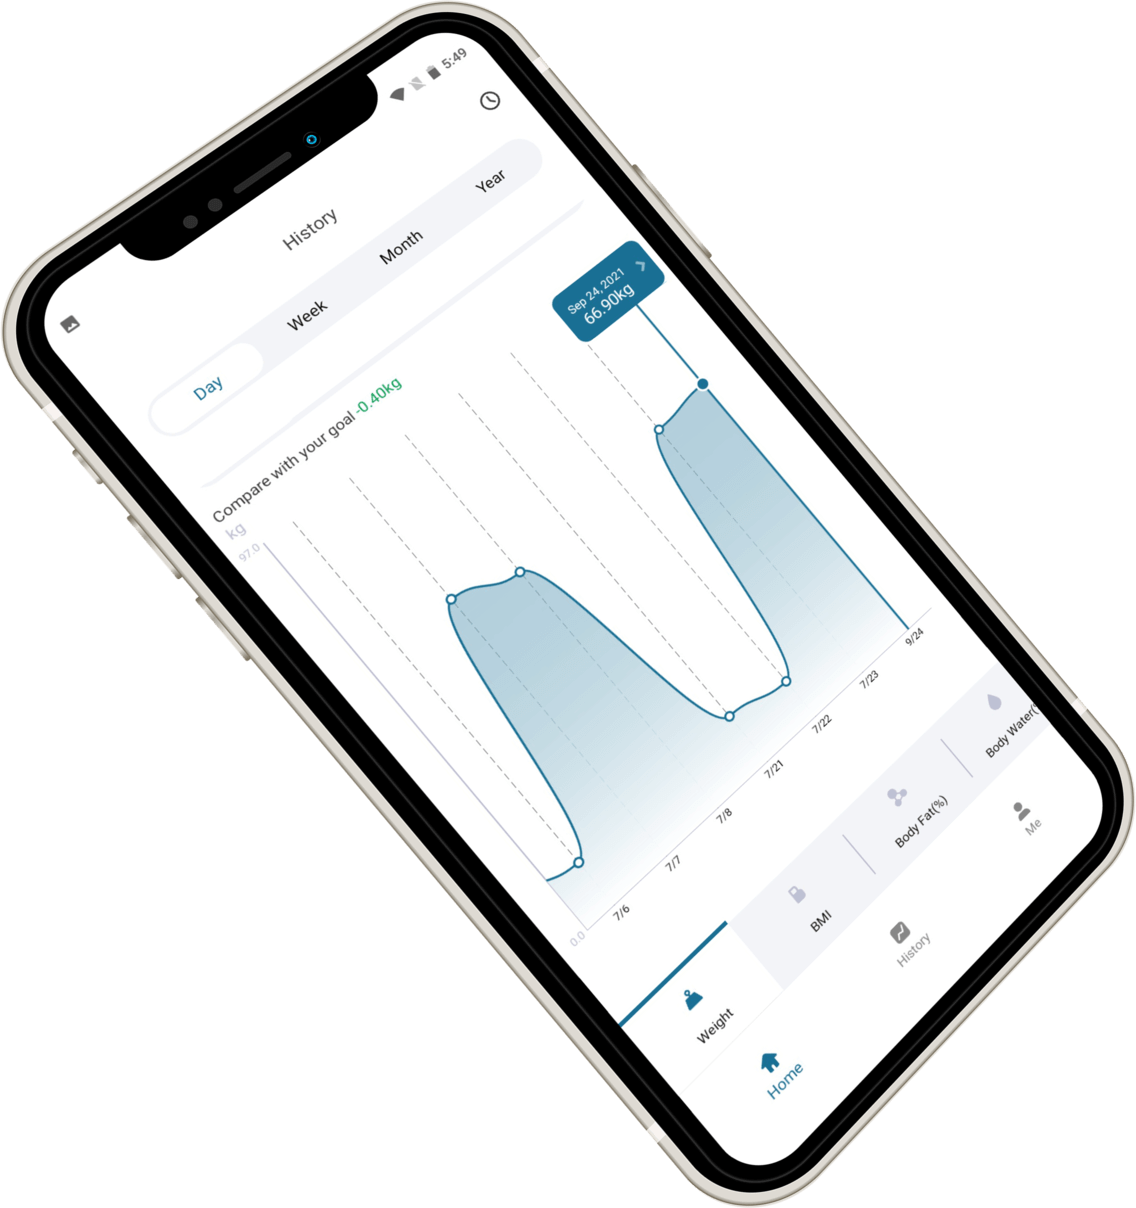 5:49
History
Day
Week
Month
Year
Compare with your goal -0.40kg
Sep 24, 2021
66.90kg
kg
97.0
0.0
7/6
7/7
7/8
7/21
7/22
7/23
9/24
Weight
BMI
Body Fat(%)
Body Water(
Home
History
Me